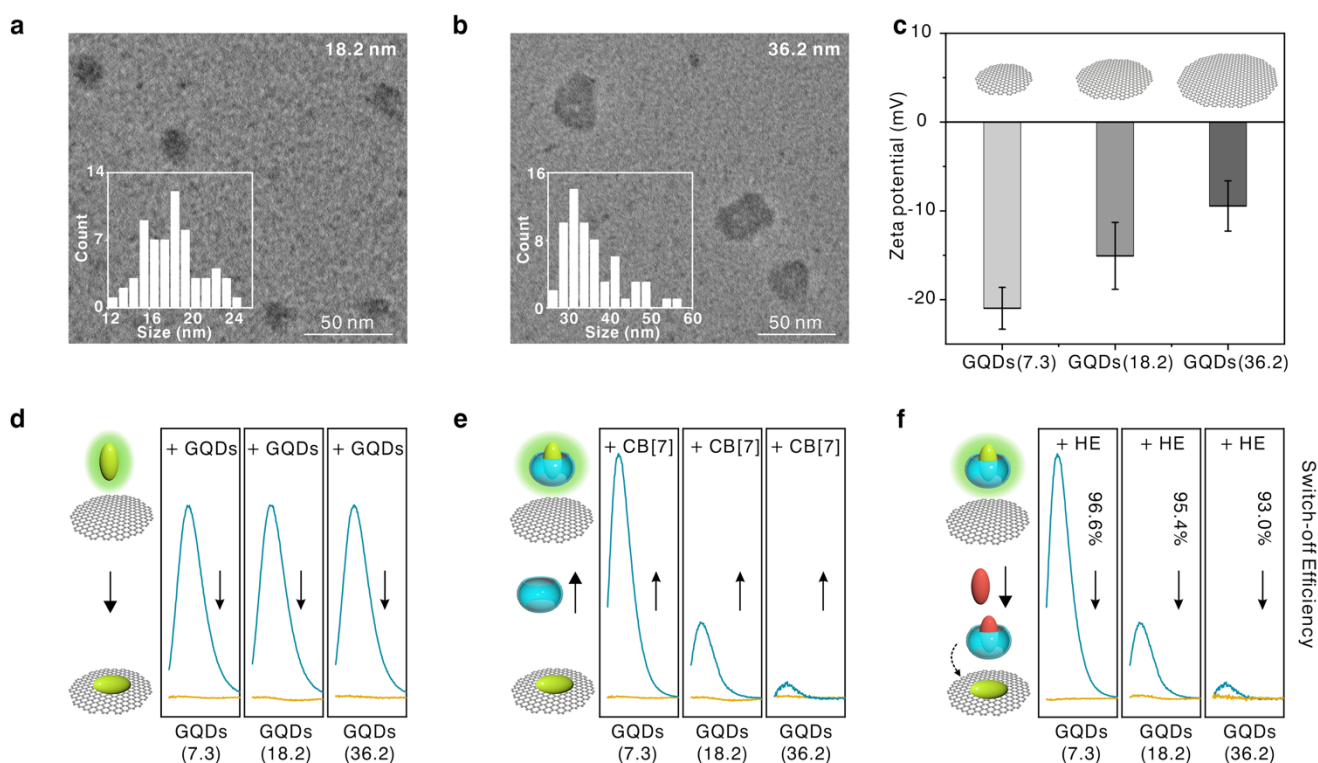 a
18.2 nm
14
7
0
Count
12 16 20 24
Size (nm)
50 nm
b
36.2 nm
16
8
0
Count
30 40 50 60
Size (nm)
50 nm
c
Zeta potential (mV)
10
0
-10
-20
GQDs(7.3) GQDs(18.2) GQDs(36.2)
d
+ GQDs + GQDs + GQDs
GQDs GQDs GQDs
(7.3) (18.2) (36.2)
e
+ CB[7] + CB[7] + CB[7]
GQDs GQDs GQDs
(7.3) (18.2) (36.2)
f
+ HE + HE + HE
96.6% 95.4% 93.0%
GQDs GQDs GQDs
(7.3) (18.2) (36.2)
Switch-off Efficiency